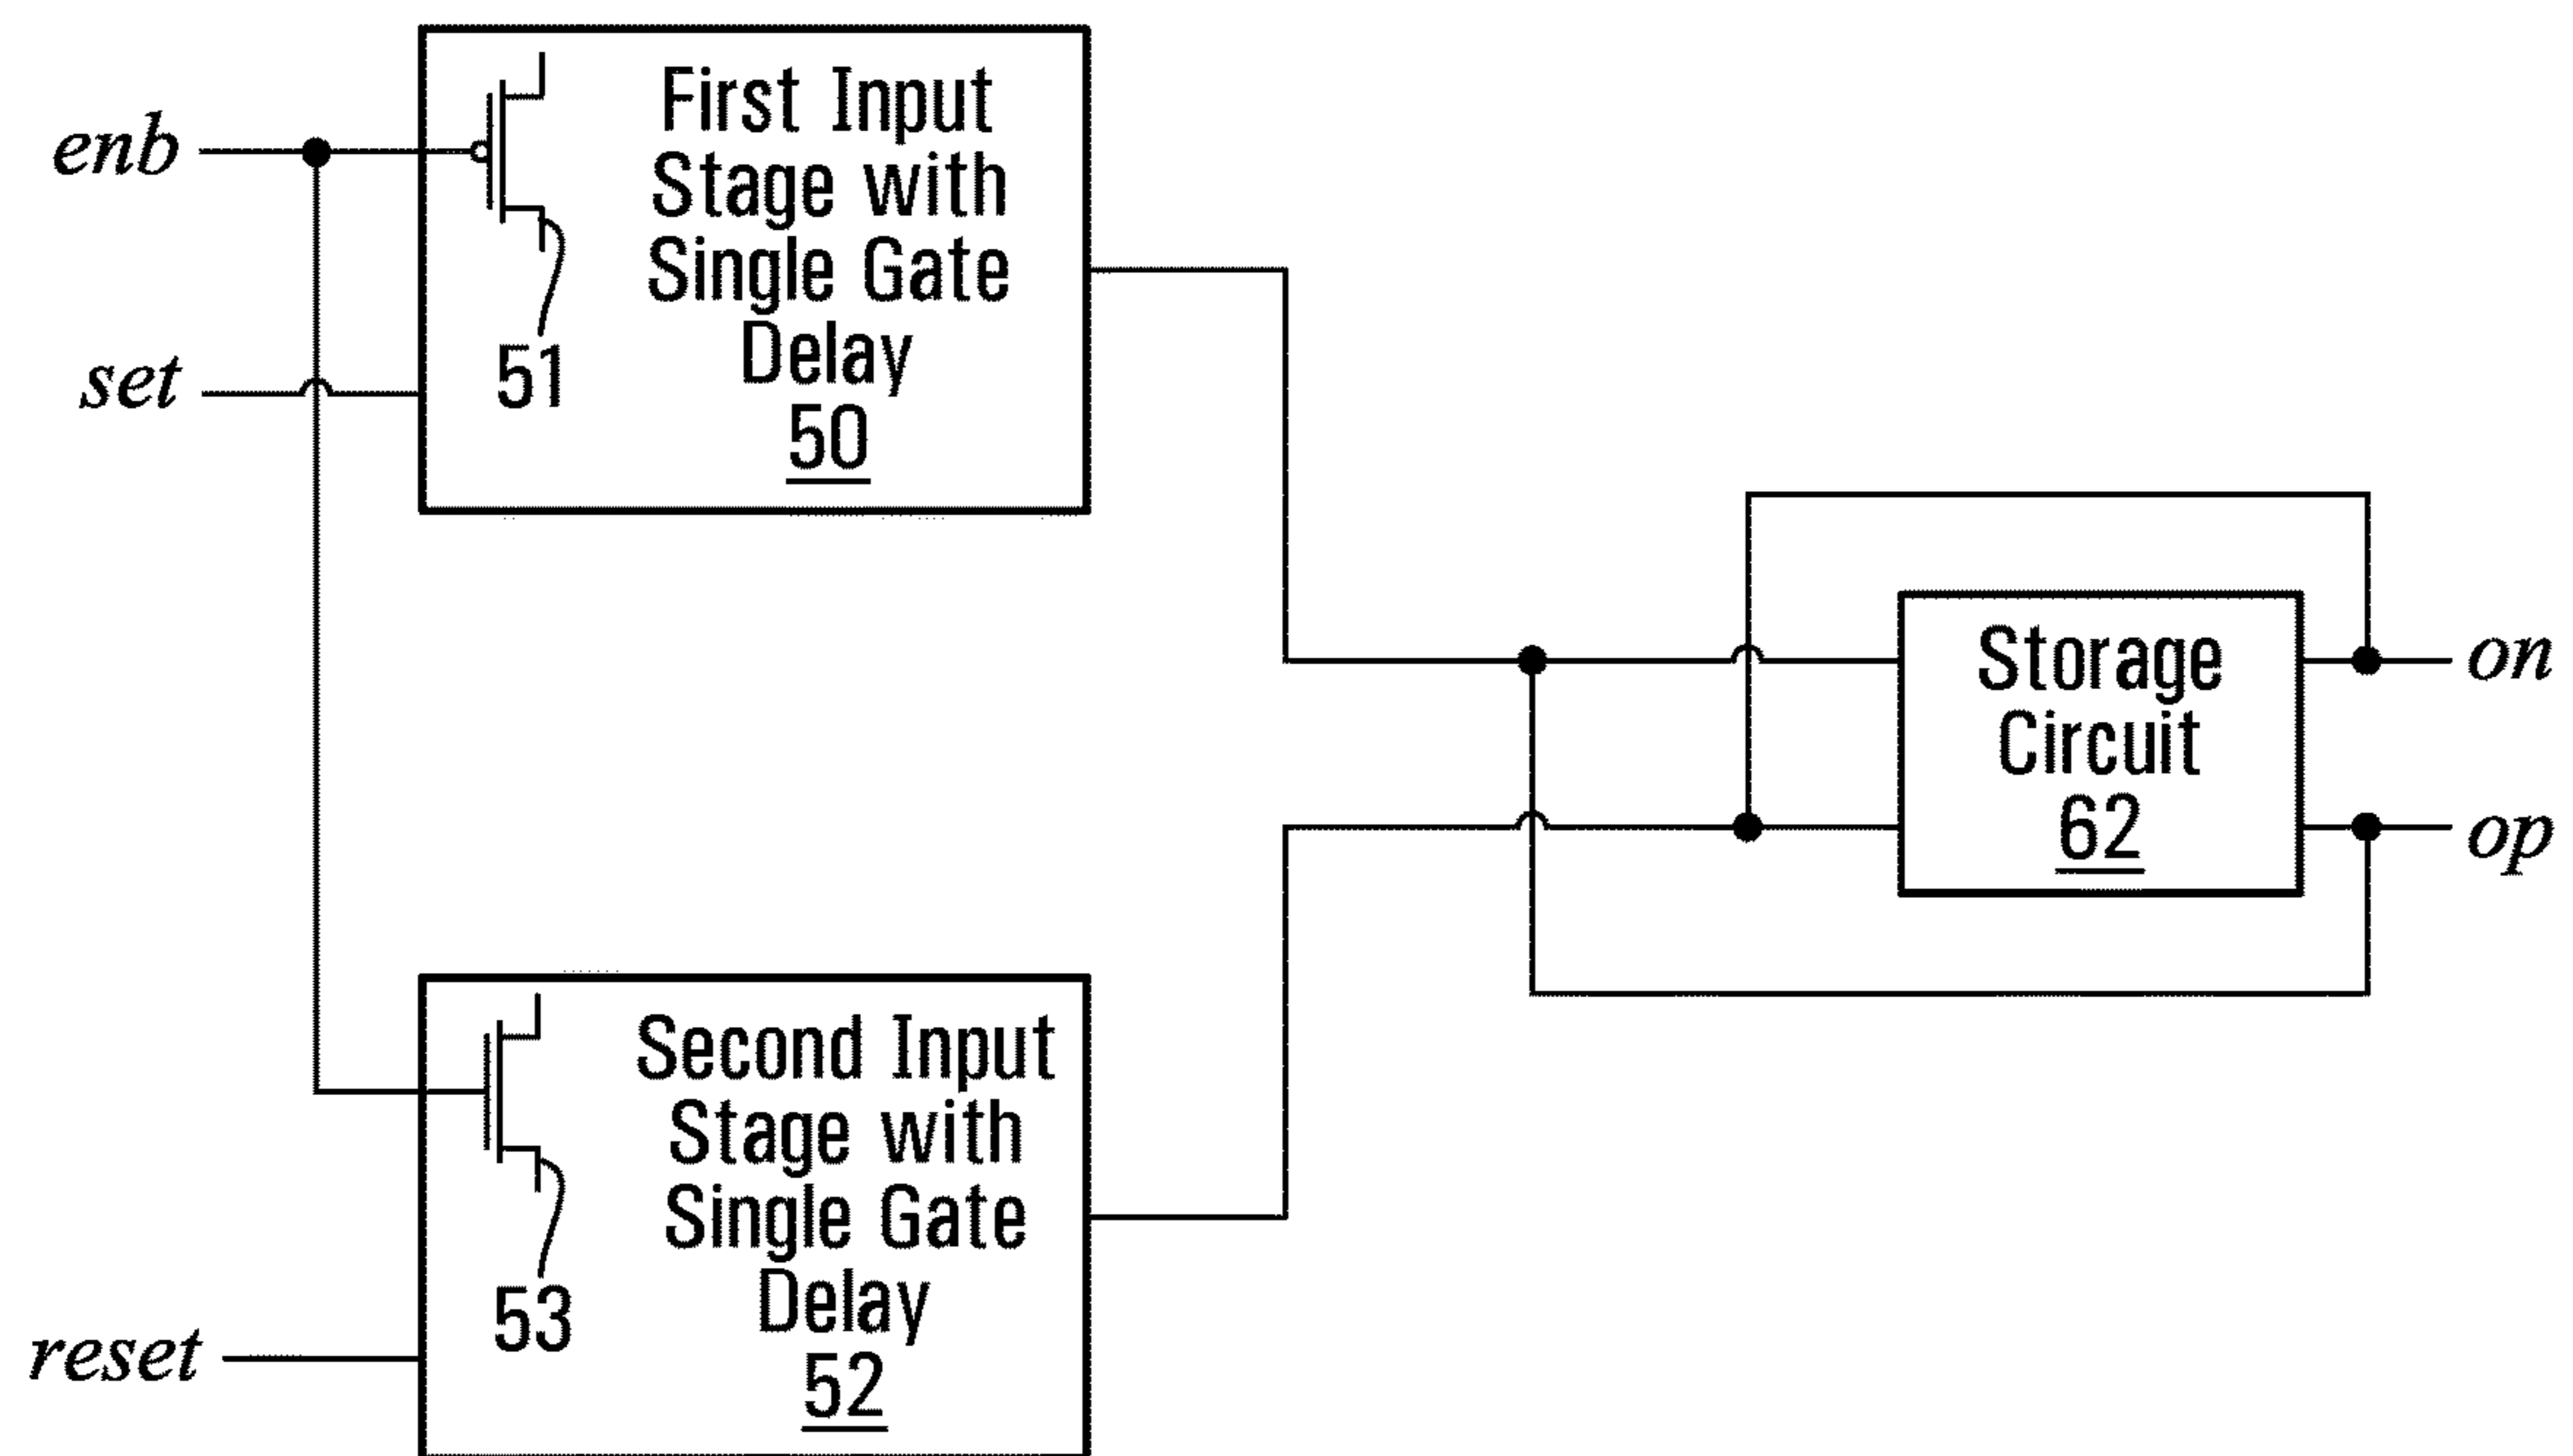 enb
set
First Input
Stage with
Single Gate
Delay
50
51
Storage
Circuit
62
on
op
Second Input
Stage with
Single Gate
Delay
52
53
reset